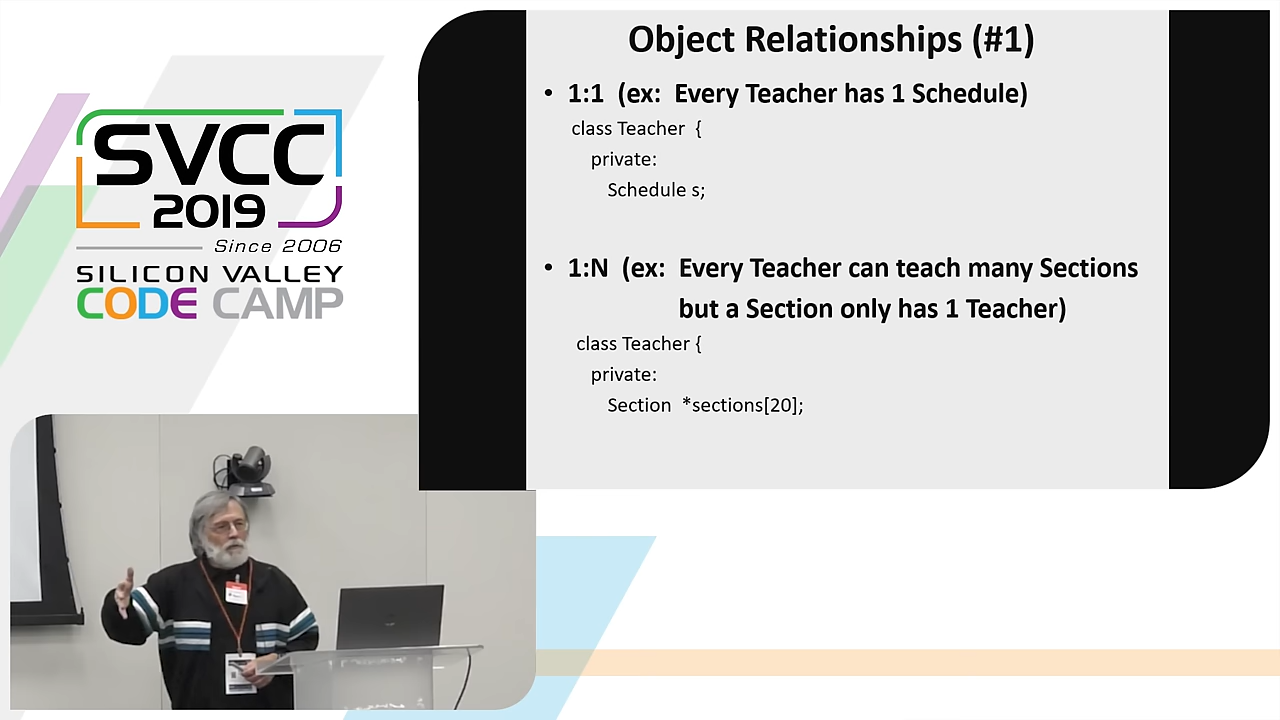 SVCC
2019
Since 2006
SILICON VALLEY
CODE CAMP
Object Relationships (#1)
• 1:1 (ex: Every Teacher has 1 Schedule)
class Teacher {
private:
Schedule s;
• 1:N (ex: Every Teacher can teach many Sections
but a Section only has 1 Teacher)
class Teacher {
private:
Section *sections[20];